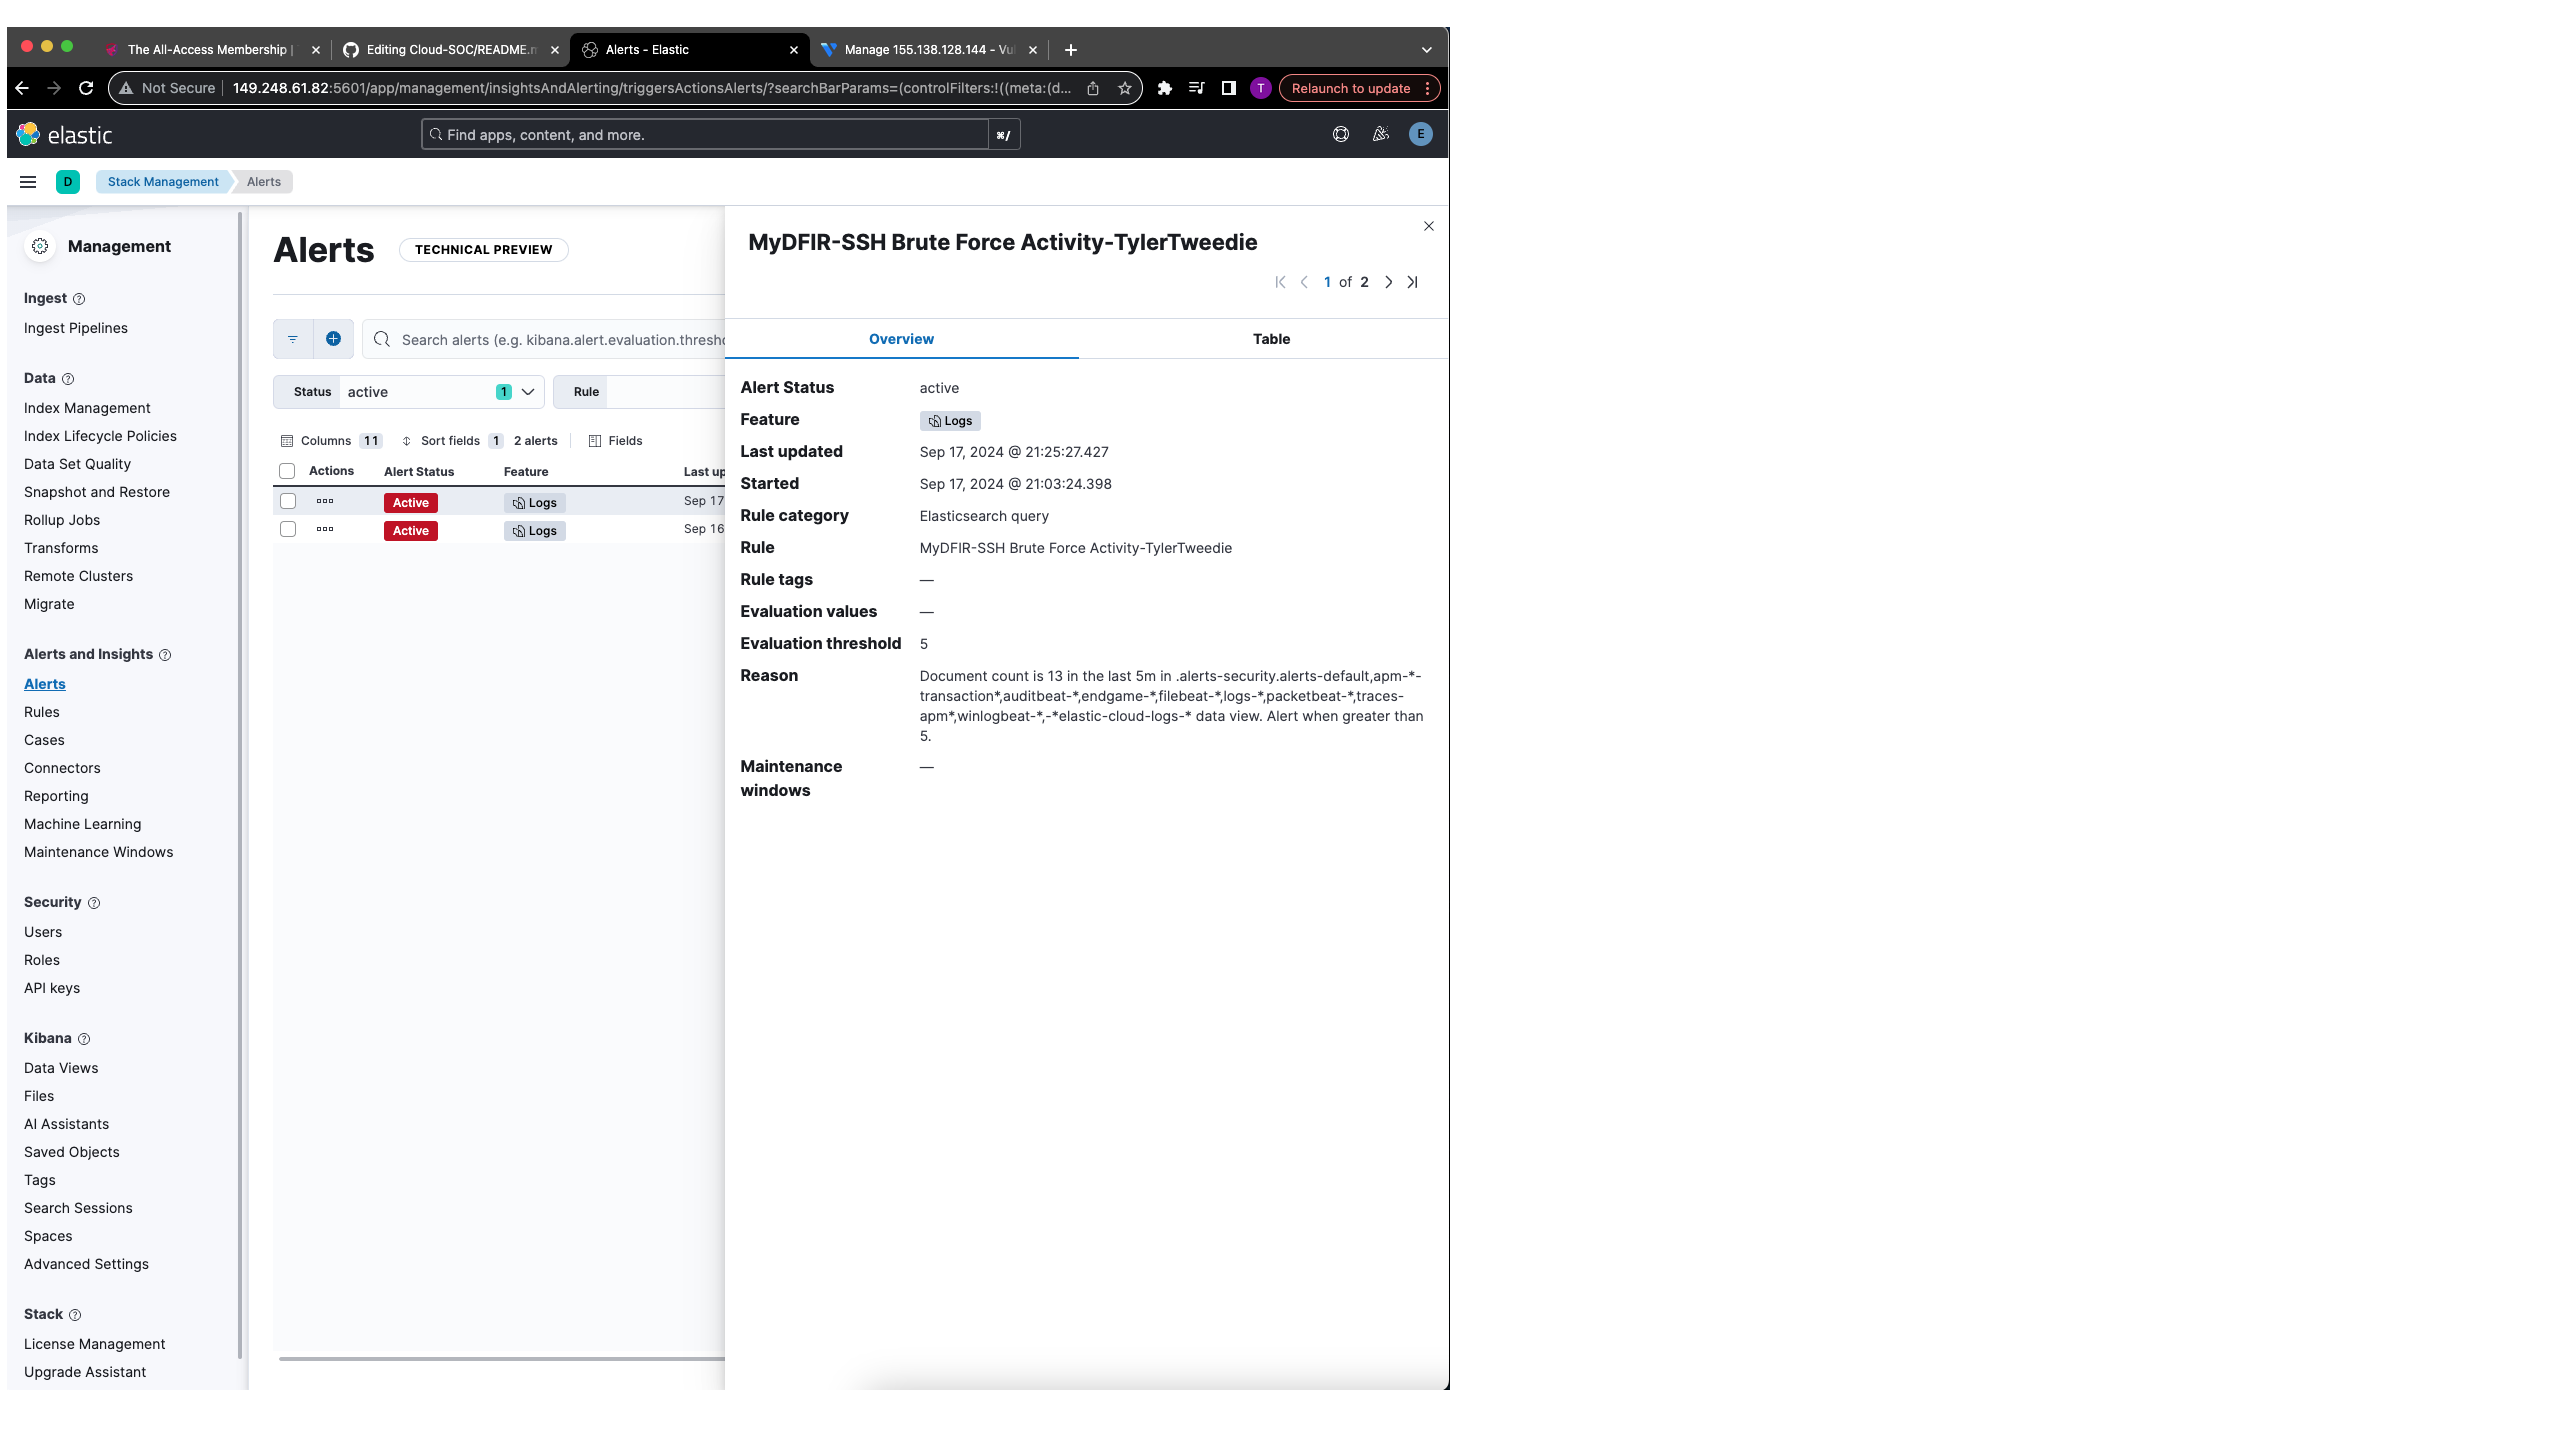 The All-Access Membership |
Editing Cloud-SOC/README.m
Alerts - Elastic
Manage 155.138.128.144 - Vul
Not Secure
149.248.61.82:5601/app/management/insightsAndAlerting/triggersActionsAlerts/?searchBarParams=(controlFilters:!((meta:(d...
T
Relaunch to update
elastic
Find apps, content, and more.
⌘/
E
D
Stack Management
Alerts
Management
Ingest
Ingest Pipelines
Data
Index Management
Index Lifecycle Policies
Data Set Quality
Snapshot and Restore
Rollup Jobs
Transforms
Remote Clusters
Migrate
Alerts and Insights
Alerts
Rules
Cases
Connectors
Reporting
Machine Learning
Maintenance Windows
Security
Users
Roles
API keys
Kibana
Data Views
Files
AI Assistants
Saved Objects
Tags
Search Sessions
Spaces
Advanced Settings
Stack
License Management
Upgrade Assistant
Alerts
TECHNICAL PREVIEW
Search alerts (e.g. kibana.alert.evaluation.thresho
Status active 1
Rule
Columns 11 Sort fields 1 2 alerts Fields
Actions Alert Status Feature Last up
Active Logs Sep 17
Active Logs Sep 16
MyDFIR-SSH Brute Force Activity-TylerTweedie
1 of 2
Overview Table
Alert Status active
Feature Logs
Last updated Sep 17, 2024 @ 21:25:27.427
Started Sep 17, 2024 @ 21:03:24.398
Rule category Elasticsearch query
Rule MyDFIR-SSH Brute Force Activity-TylerTweedie
Rule tags —
Evaluation values —
Evaluation threshold 5
Reason Document count is 13 in the last 5m in .alerts-security.alerts-default,apm-*-
transaction*,auditbeat-*,endgame-*,filebeat-*,logs-*,packetbeat-*,traces-
apm*,winlogbeat-*,-*elastic-cloud-logs-* data view. Alert when greater than
5.
Maintenance —
windows